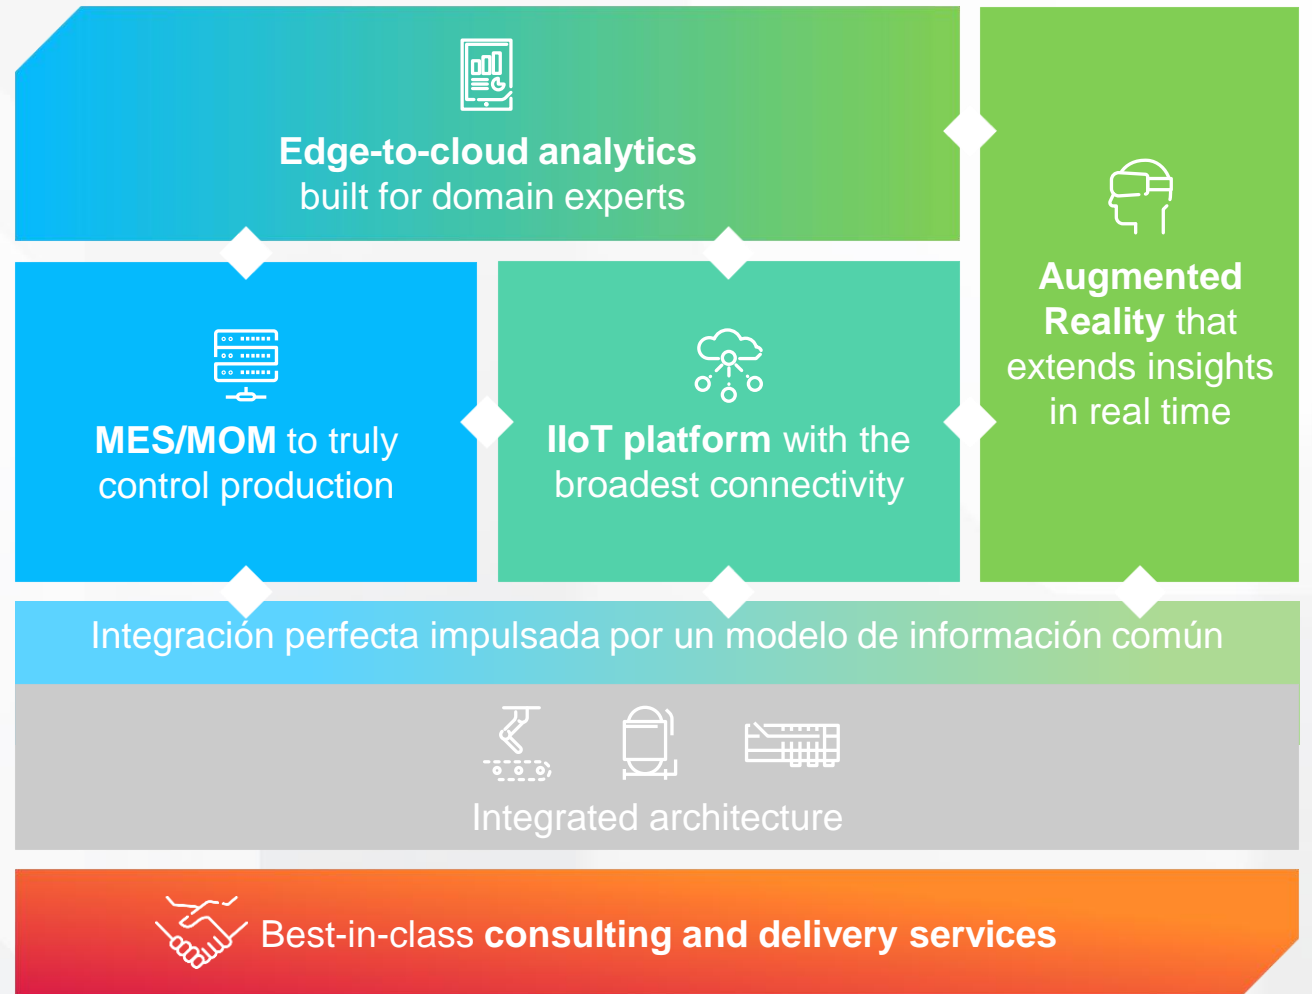 Edge-to-cloud analytics
built for domain experts
MES/MOM to truly
control production
IIoT platform with the
broadest connectivity
Augmented
Reality that
extends insights
in real time
Integración perfecta impulsada por un modelo de información común
Integrated architecture
Best-in-class consulting and delivery services